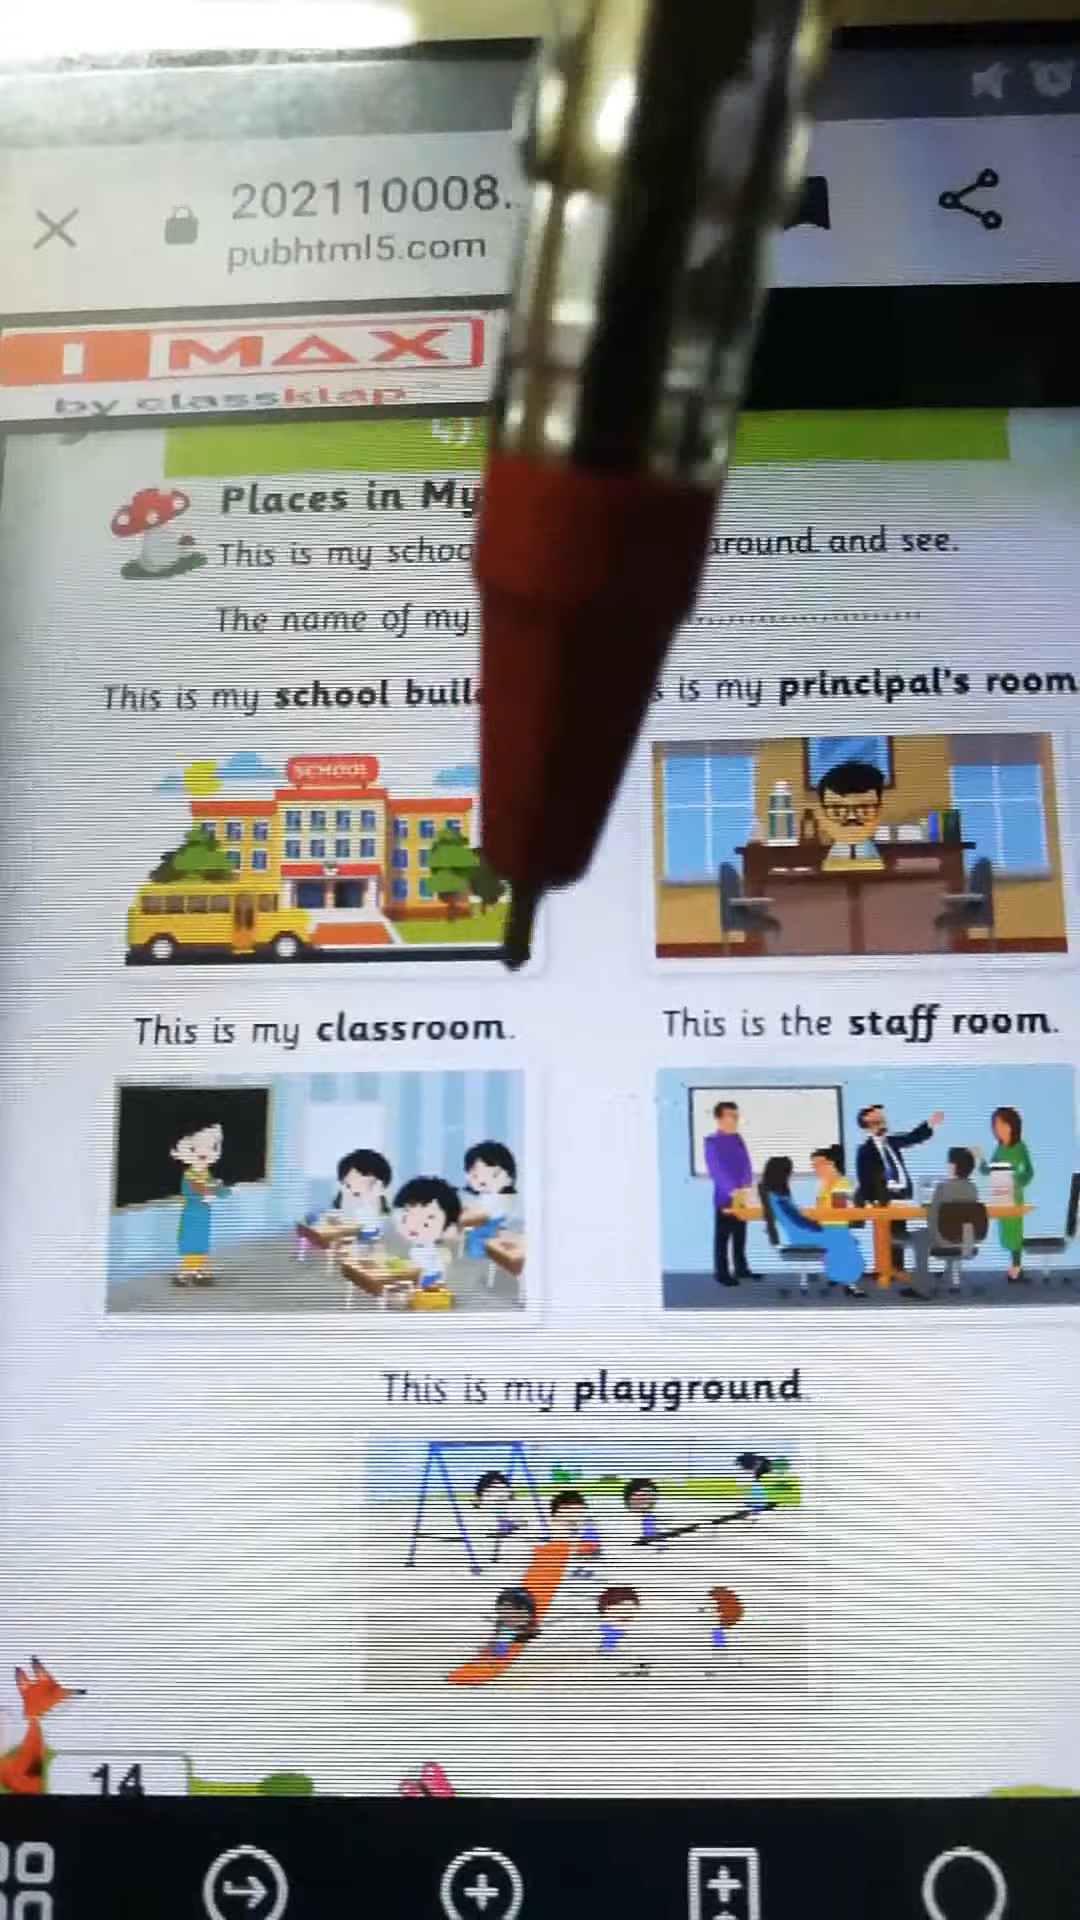 202110008.
pubhtml5.com
I MAX
by classklap
Places in My
This is my around and see.
The name of my
This is my school is my principal's room
SCHOOL
This is my classroom. This is the staff room.
This is my playground.
14